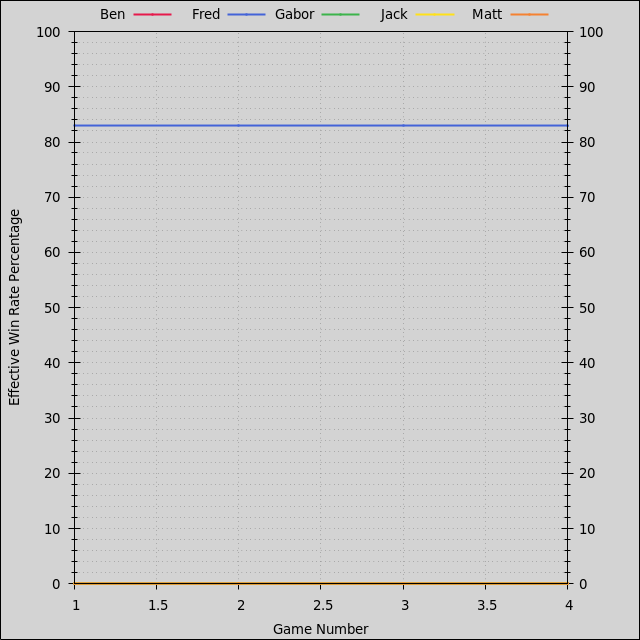 Ben Fred Gabor Jack Matt
100 100
90 90
80 80
70 70
60 60
50 50
40 40
30 30
20 20
10 10
0 0
1 1.5 2 2.5 3 3.5 4
Effective Win Rate Percentage
Game Number